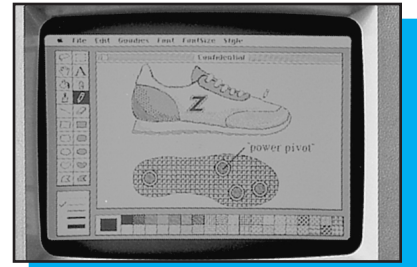 File Edit Goodies Font FontSize Style
Confidential
A
Z
"power pivot"